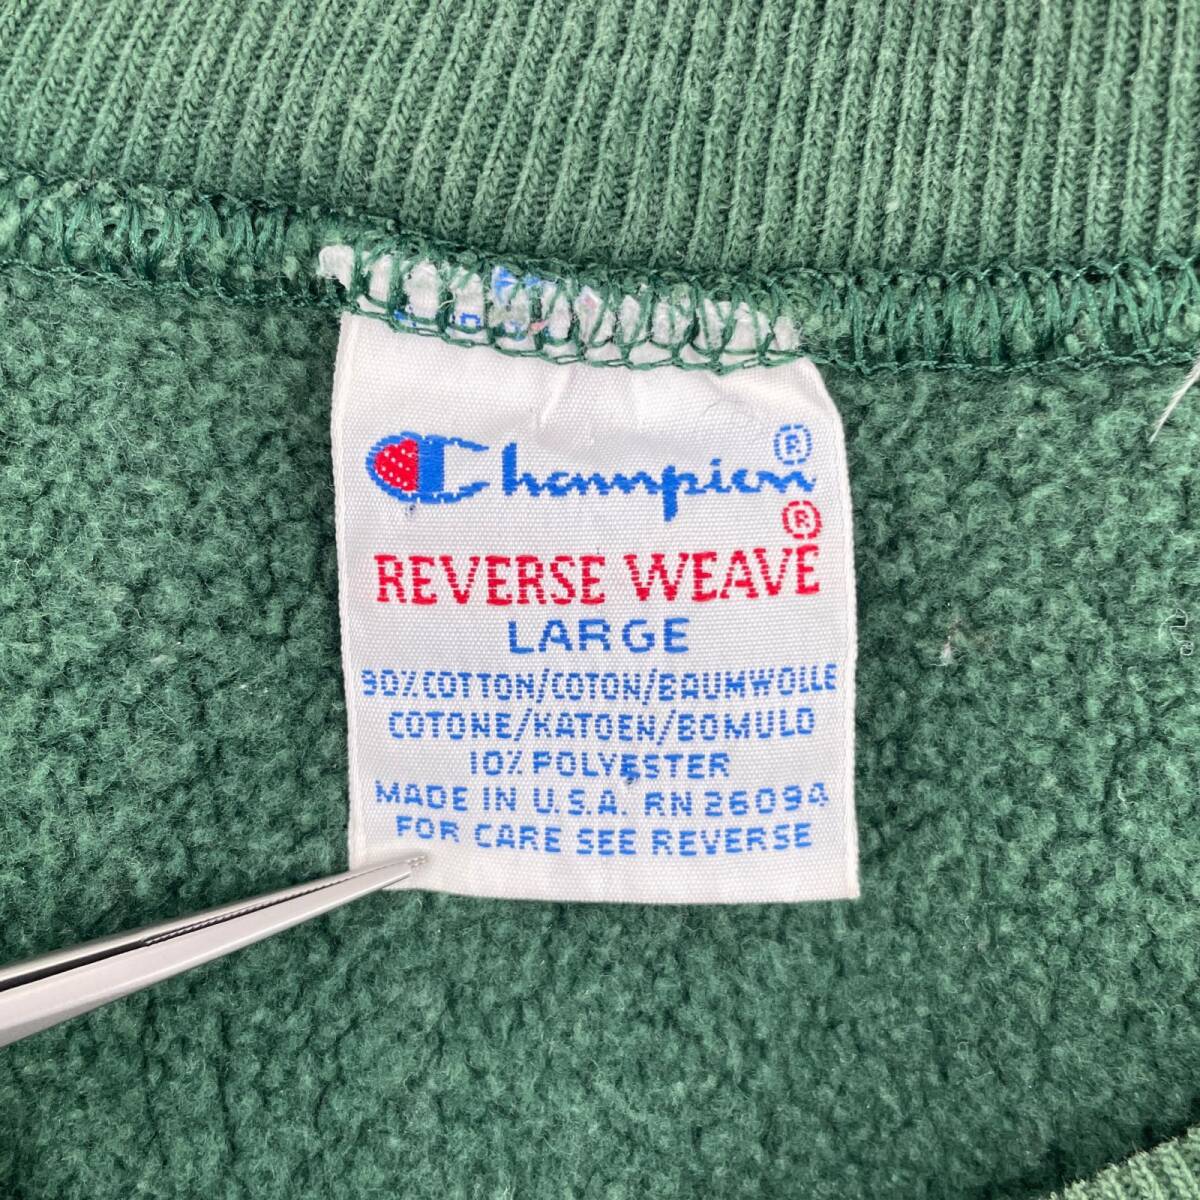 Champion®
®
REVERSE WEAVE
LARGE
90% COTTON/COTON/BAUMWOLLE
COTONE/KATOEN/BOMULD
10% POLYESTER
MADE IN U.S.A. RN 26094
FOR CARE SEE REVERSE